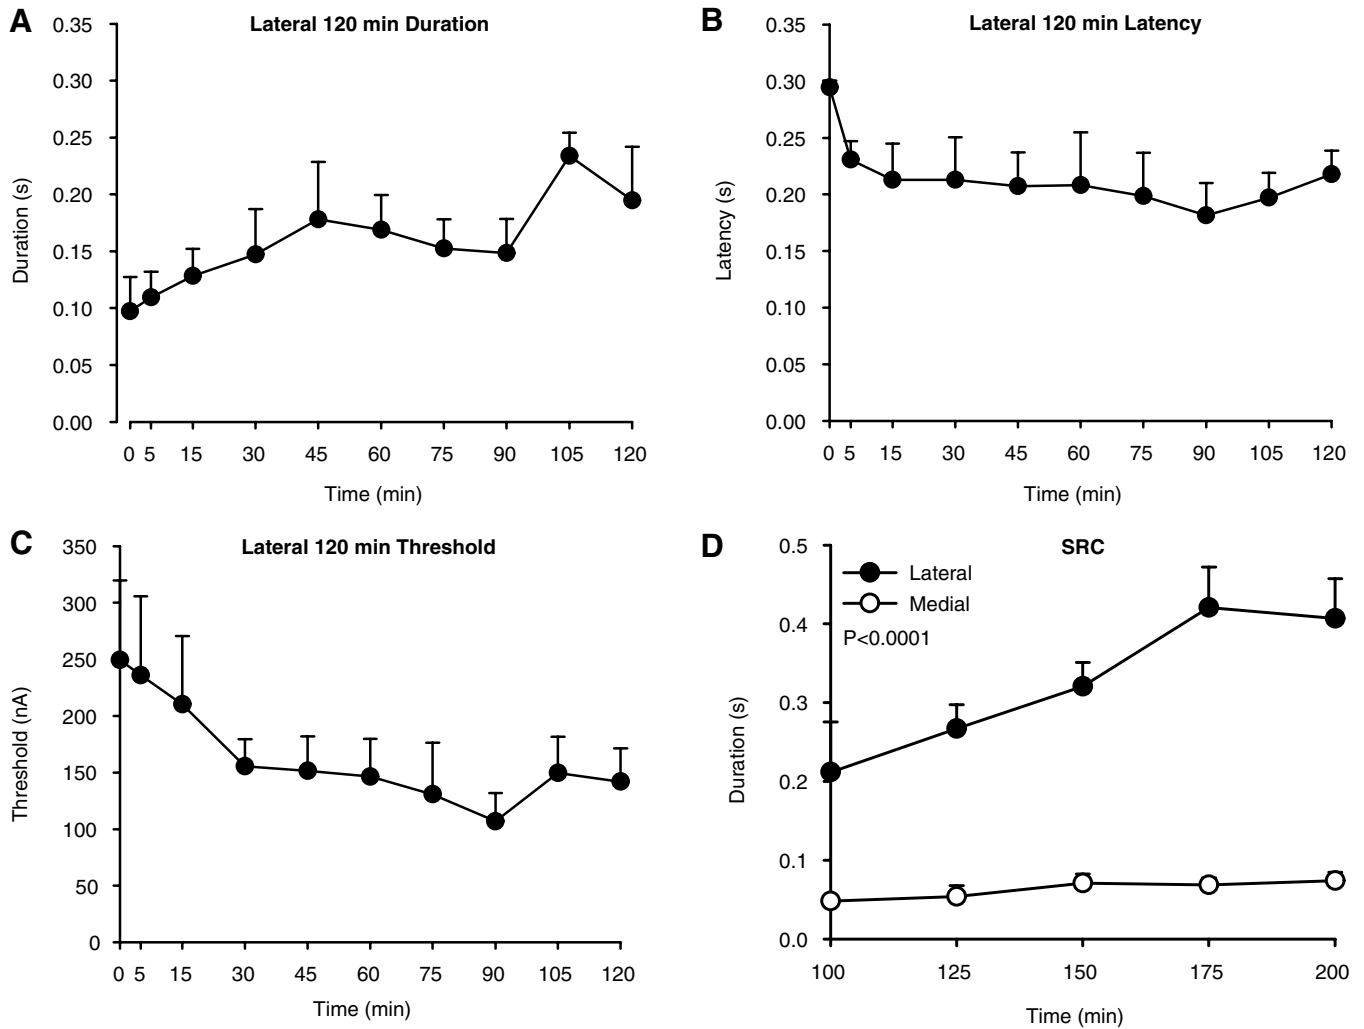 A
Lateral 120 min Duration
0.35
0.30
0.25
0.20
0.15
0.10
0.05
0.00
Duration (s)
0 5 15 30 45 60 75 90 105 120
Time (min)
B
Lateral 120 min Latency
0.35
0.30
0.25
0.20
0.15
0.10
0.05
0.00
Latency (s)
0 5 15 30 45 60 75 90 105 120
Time (min)
C
Lateral 120 min Threshold
350
300
250
200
150
100
50
0
Threshold (nA)
0 5 15 30 45 60 75 90 105 120
Time (min)
D
SRC
Lateral
Medial
P<0.0001
0.5
0.4
0.3
0.2
0.1
0.0
Duration (s)
100 125 150 175 200
Time (min)